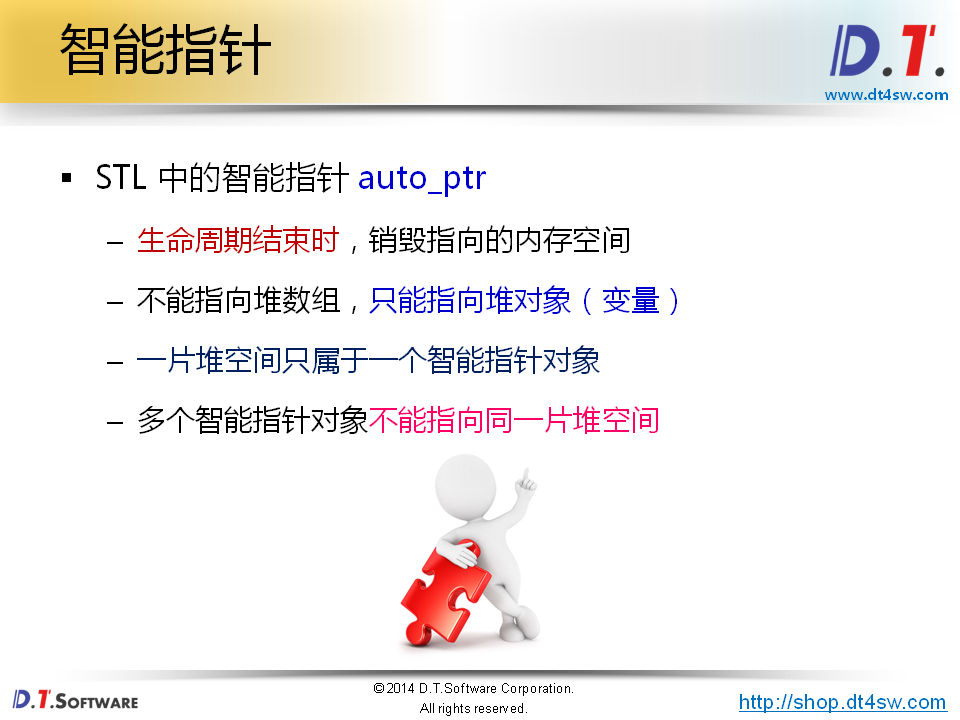 智能指针
D.T.
www.dt4sw.com
▪ STL 中的智能指针 auto_ptr
– 生命周期结束时，销毁指向的内存空间
– 不能指向堆数组，只能指向堆对象（变量）
– 一片堆空间只属于一个智能指针对象
– 多个智能指针对象不能指向同一片堆空间
D.T.SOFTWARE
©2014 D.T.Software Corporation.
All rights reserved.
http://shop.dt4sw.com